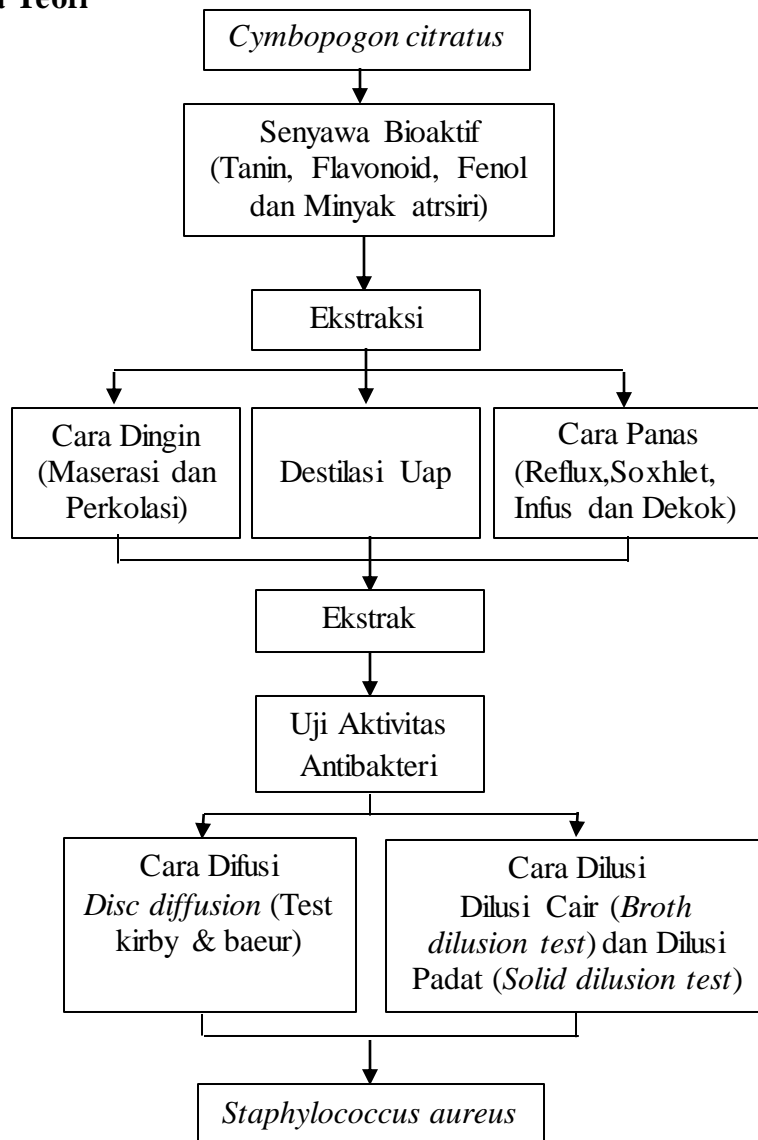 Teori
Cymbopogon citratus
Senyawa Bioaktif
(Tanin, Flavonoid, Fenol
dan Minyak atrsiri)
Ekstraksi
Cara Dingin
(Maserasi dan
Perkolasi)
Destilasi Uap
Cara Panas
(Reflux,Soxhlet,
Infus dan Dekok)
Ekstrak
Uji Aktivitas
Antibakteri
Cara Difusi
Disc diffusion (Test
kirby & baeur)
Cara Dilusi
Dilusi Cair (Broth
dilusion test) dan Dilusi
Padat (Solid dilusion test)
Staphylococcus aureus